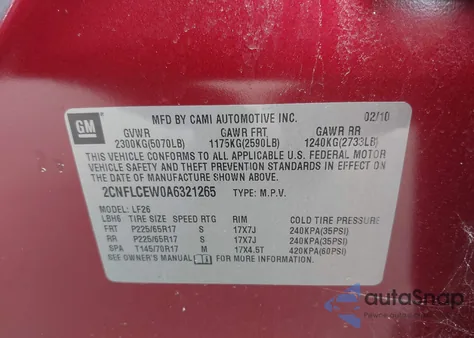 GM
MFD BY CAMI AUTOMOTIVE INC. 02/10
GVWR GAWR FRT GAWR RR
2300KG(5070LB) 1175KG(2590LB) 1240KG(2733LB)
THIS VEHICLE CONFORMS TO ALL APPLICABLE U.S. FEDERAL MOTOR
VEHICLE SAFETY AND THEFT PREVENTION STANDARDS IN EFFECT ON
THE DATE OF MANUFACTURE SHOWN ABOVE.
2CNFLCEW0A6321265 TYPE: M.P.V.
MODEL: LF26
LBH6 TIRE SIZE SPEED RTG RIM COLD TIRE PRESSURE
FRT P225/65R17 S 17X7J 240KPA(35PSI)
RR P225/65R17 S 17X7J 240KPA(35PSI)
SPA T145/70R17 M 17X4.5T 420KPA(60PSI)
SEE OWNER'S MANUAL FOR MORE INFORMATION.
autoSnap